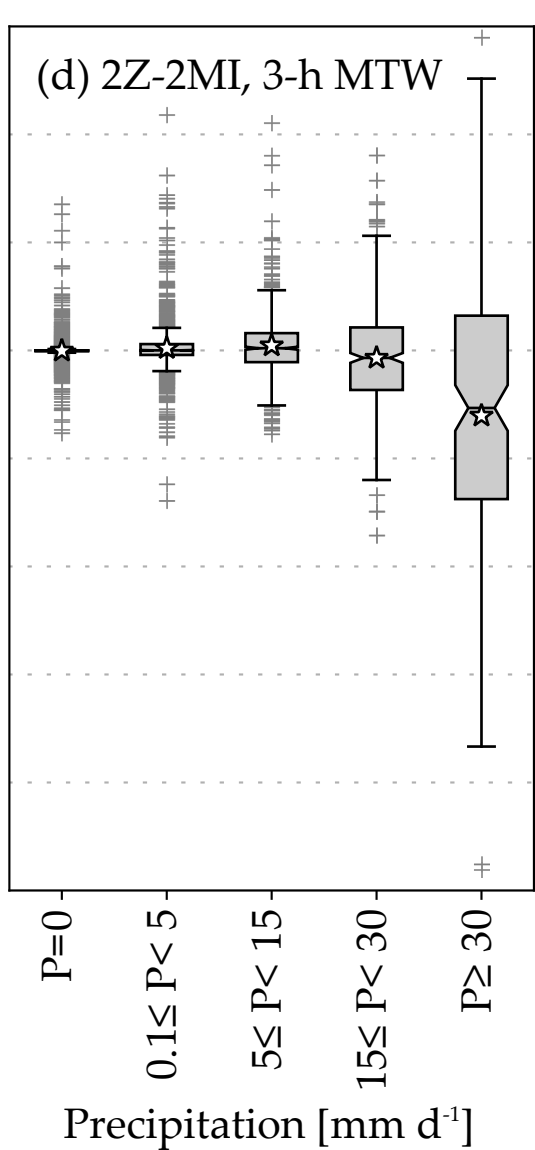 (d) 2Z-2MI, 3-h MTW
P=0
0.1≤ P< 5
5≤ P< 15
15≤ P< 30
P≥ 30
Precipitation [mm d⁻¹]